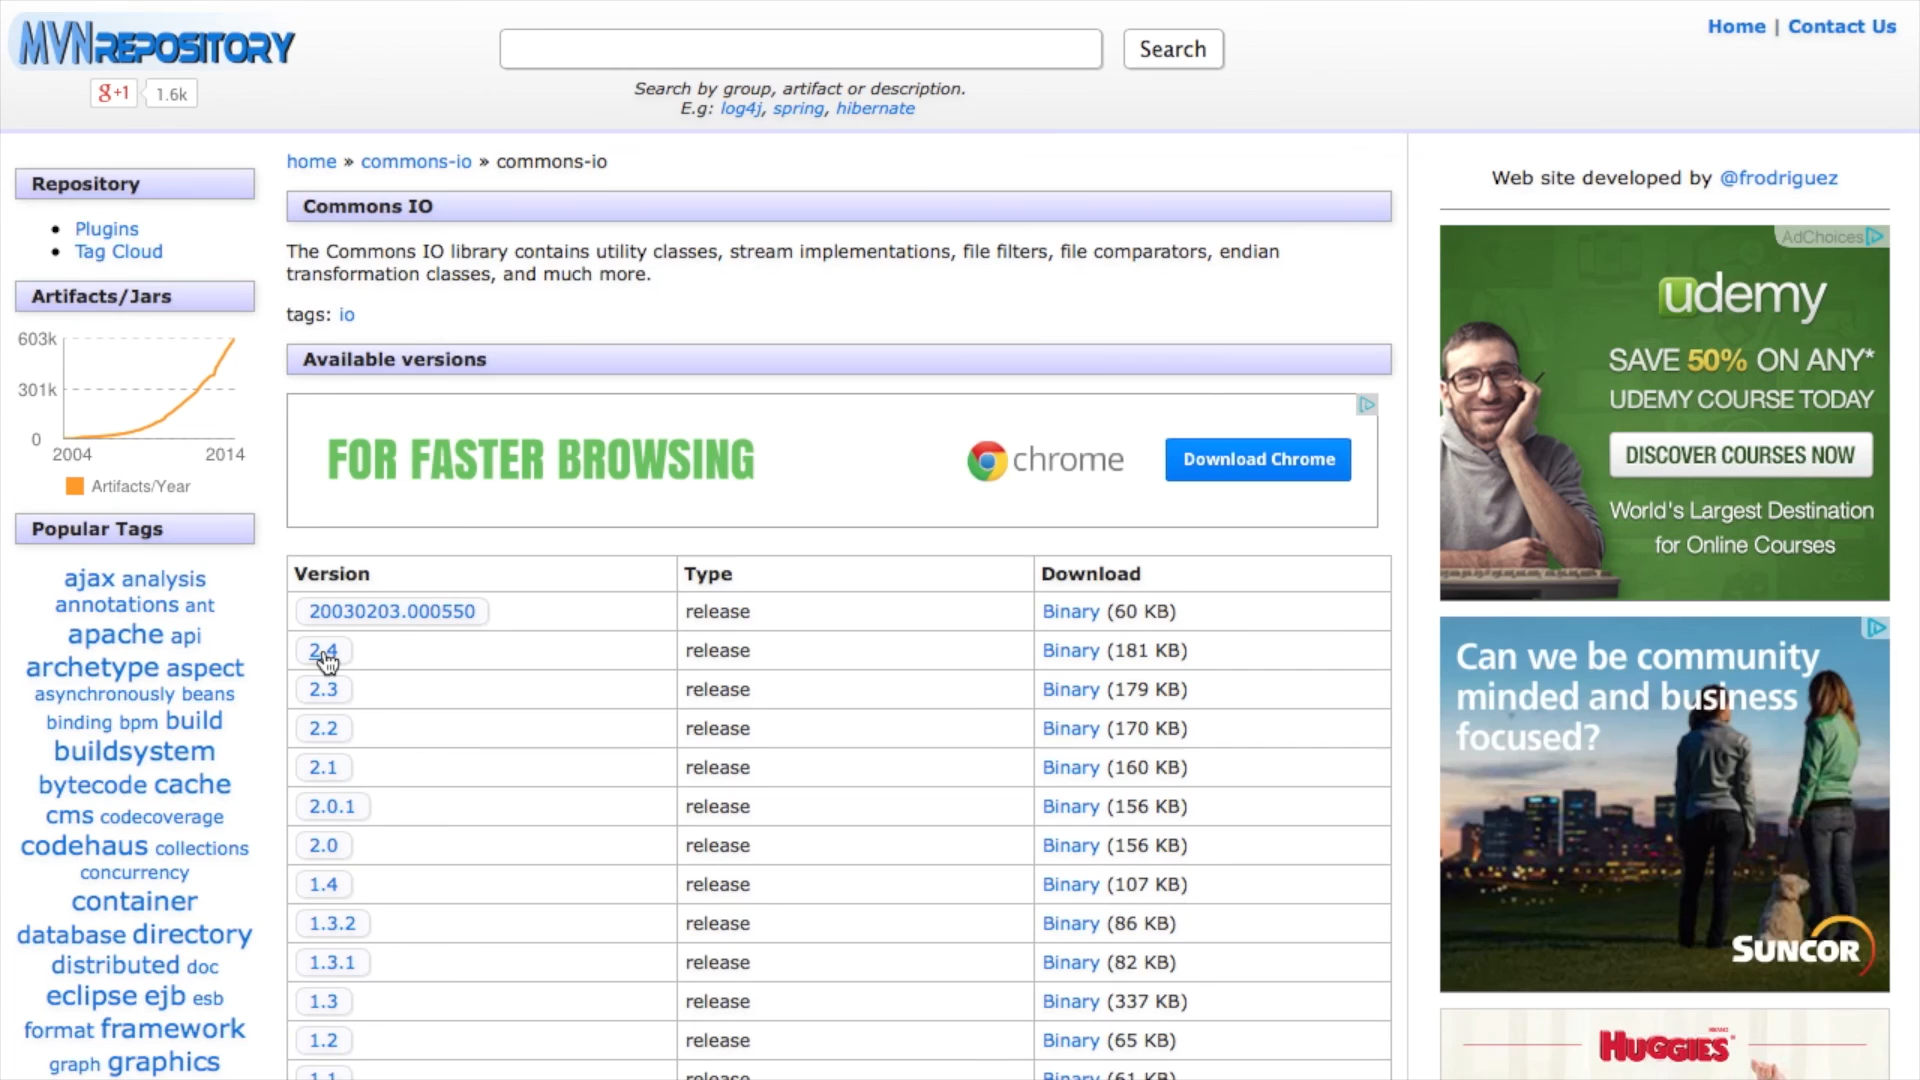 MVNREPOSITORY
g+1 1.6k
Search
Search by group, artifact or description.
E.g: log4j, spring, hibernate
Home | Contact Us
Repository
Plugins
Tag Cloud
Artifacts/Jars
603k
301k
0
2004 2014
Artifacts/Year
Popular Tags
ajax analysis
annotations ant
apache api
archetype aspect
asynchronously beans
binding bpm build
buildsystem
bytecode cache
cms codecoverage
codehaus collections
concurrency
container
database directory
distributed doc
eclipse ejb esb
format framework
graph graphics
home » commons-io » commons-io
Commons IO
The Commons IO library contains utility classes, stream implementations, file filters, file comparators, endian
transformation classes, and much more.
tags: io
Available versions
FOR FASTER BROWSING chrome Download Chrome
Version Type Download
20030203.000550 release Binary (60 KB)
2.4 release Binary (181 KB)
2.3 release Binary (179 KB)
2.2 release Binary (170 KB)
2.1 release Binary (160 KB)
2.0.1 release Binary (156 KB)
2.0 release Binary (156 KB)
1.4 release Binary (107 KB)
1.3.2 release Binary (86 KB)
1.3.1 release Binary (82 KB)
1.3 release Binary (337 KB)
1.2 release Binary (65 KB)
1.1 release Binary (61 KB)
Web site developed by @frodriguez
AdChoices
udemy
SAVE 50% ON ANY*
UDEMY COURSE TODAY
DISCOVER COURSES NOW
World's Largest Destination
for Online Courses
Can we be community
minded and business
focused?
SUNCOR
HUGGIES